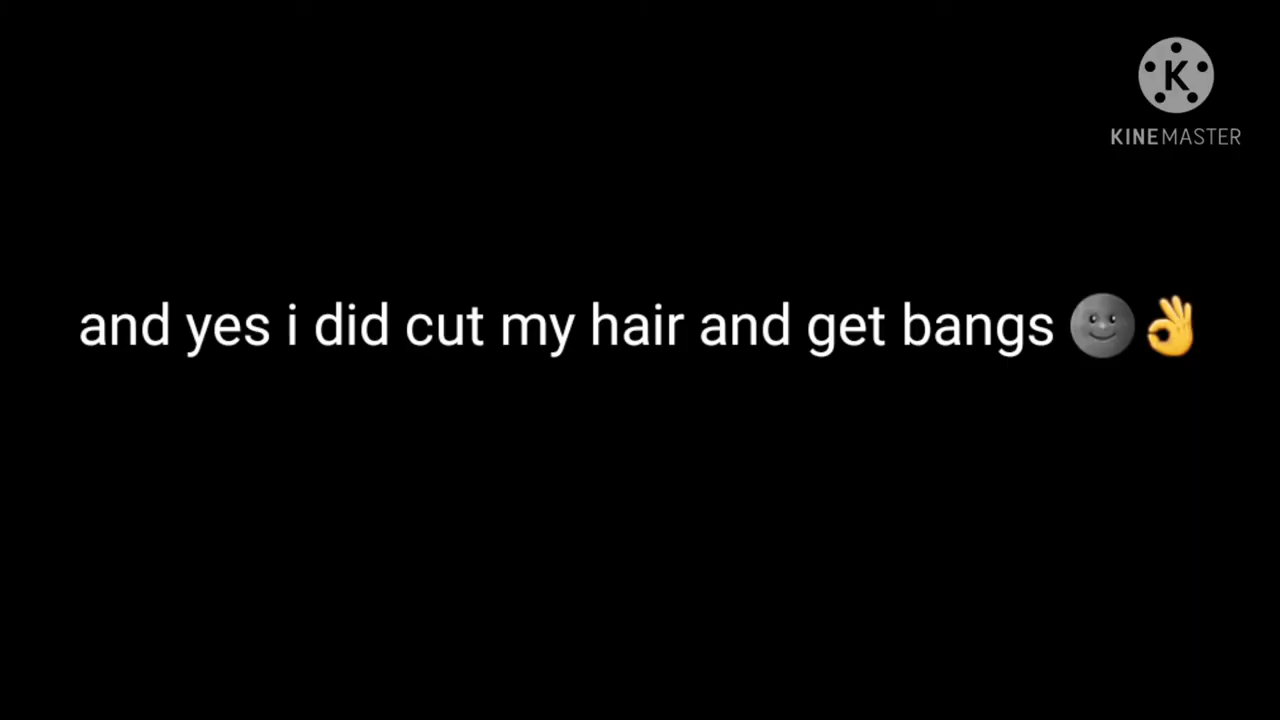 K
KINEMASTER
and yes i did cut my hair and get bangs 🌚👌